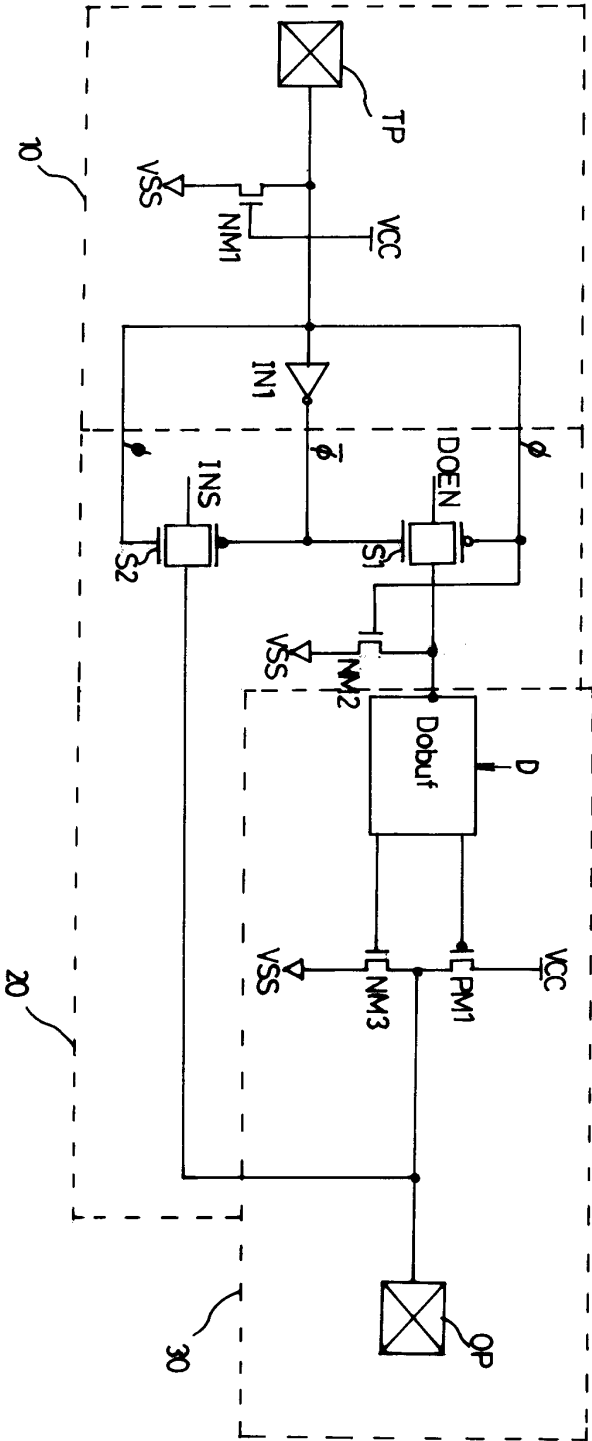 TP
VCC
NM1
VSS
10
IN1
φ
φ̅
φ
DOEN
S1
INS
S2
NM2
VSS
D
Dobuf
VCC
PM1
NM3
VSS
20
OP
30